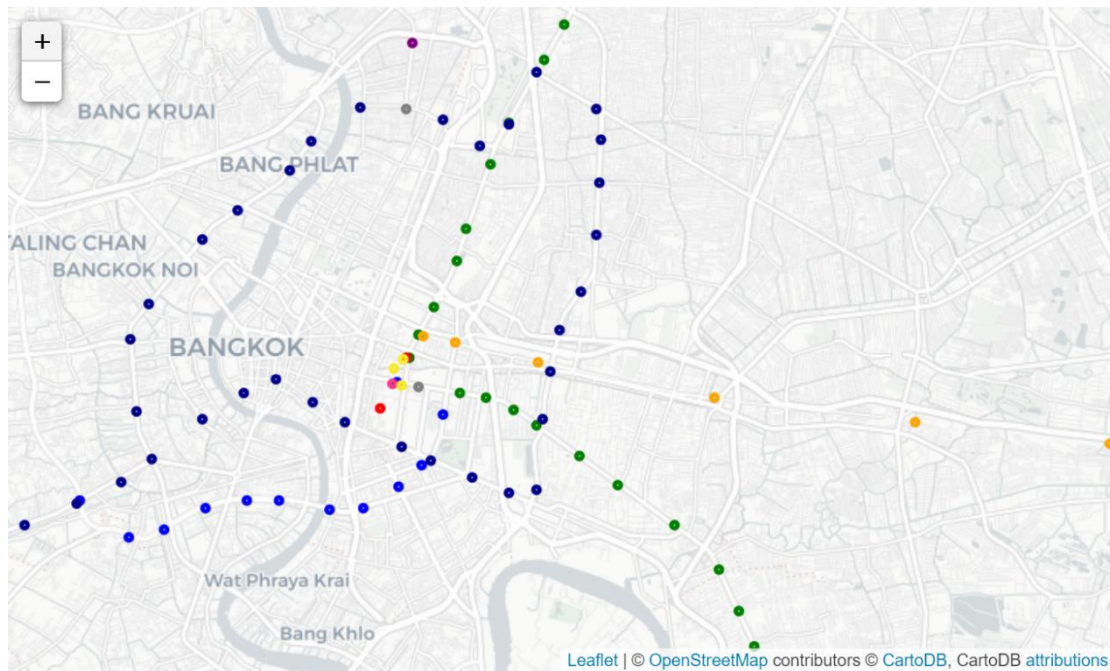 +
−
BANG KRUAI
BANG PHLAT
TALING CHAN
BANGKOK NOI
BANGKOK
Wat Phraya Krai
Bang Khlo
Leaflet | © OpenStreetMap contributors © CartoDB, CartoDB attributions